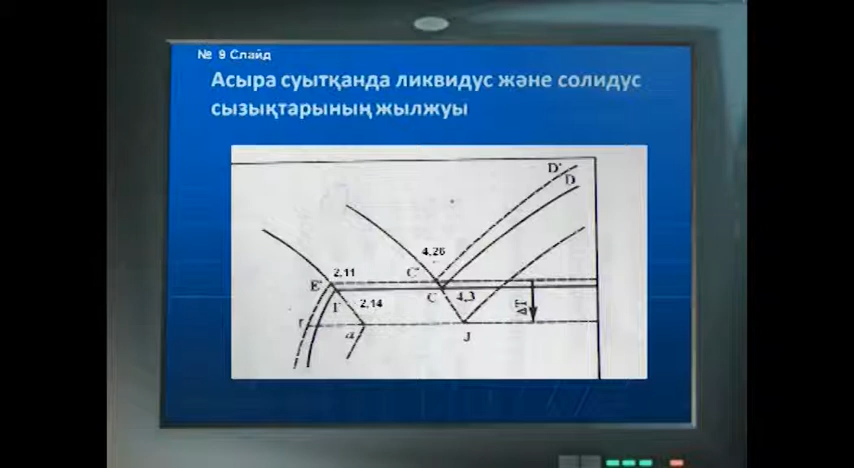 № 9 Слайд
Асыра суытқанда ликвидус және солидус
сызықтарының жылжуы
D'
D
4,26
2,11
C'
E'
C
4,3
2,14
ΔT
a
J